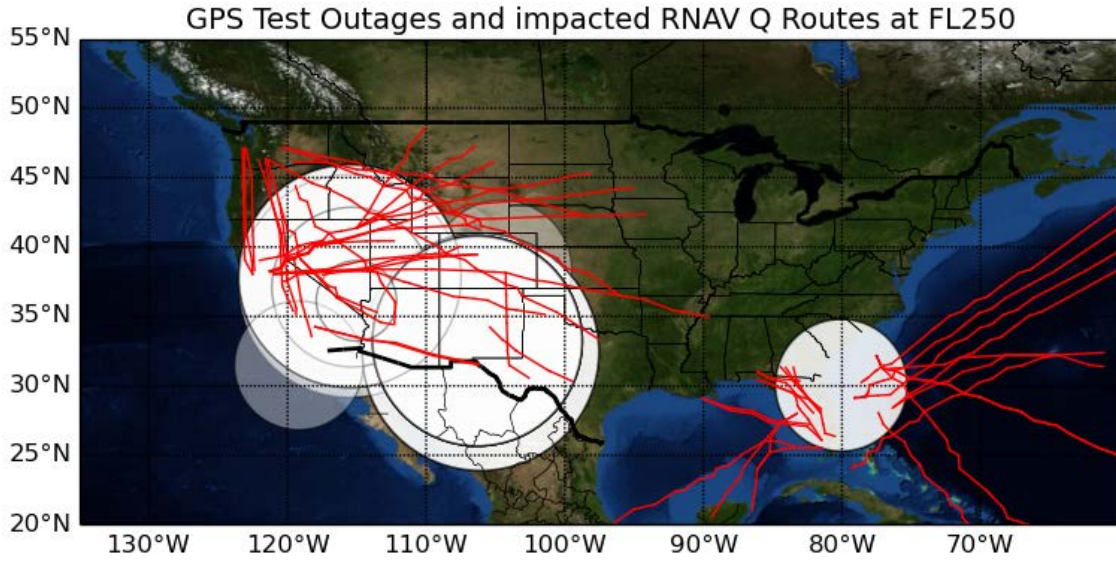 GPS Test Outages and impacted RNAV Q Routes at FL250
55°N
50°N
45°N
40°N
35°N
30°N
25°N
20°N
130°W 120°W 110°W 100°W 90°W 80°W 70°W